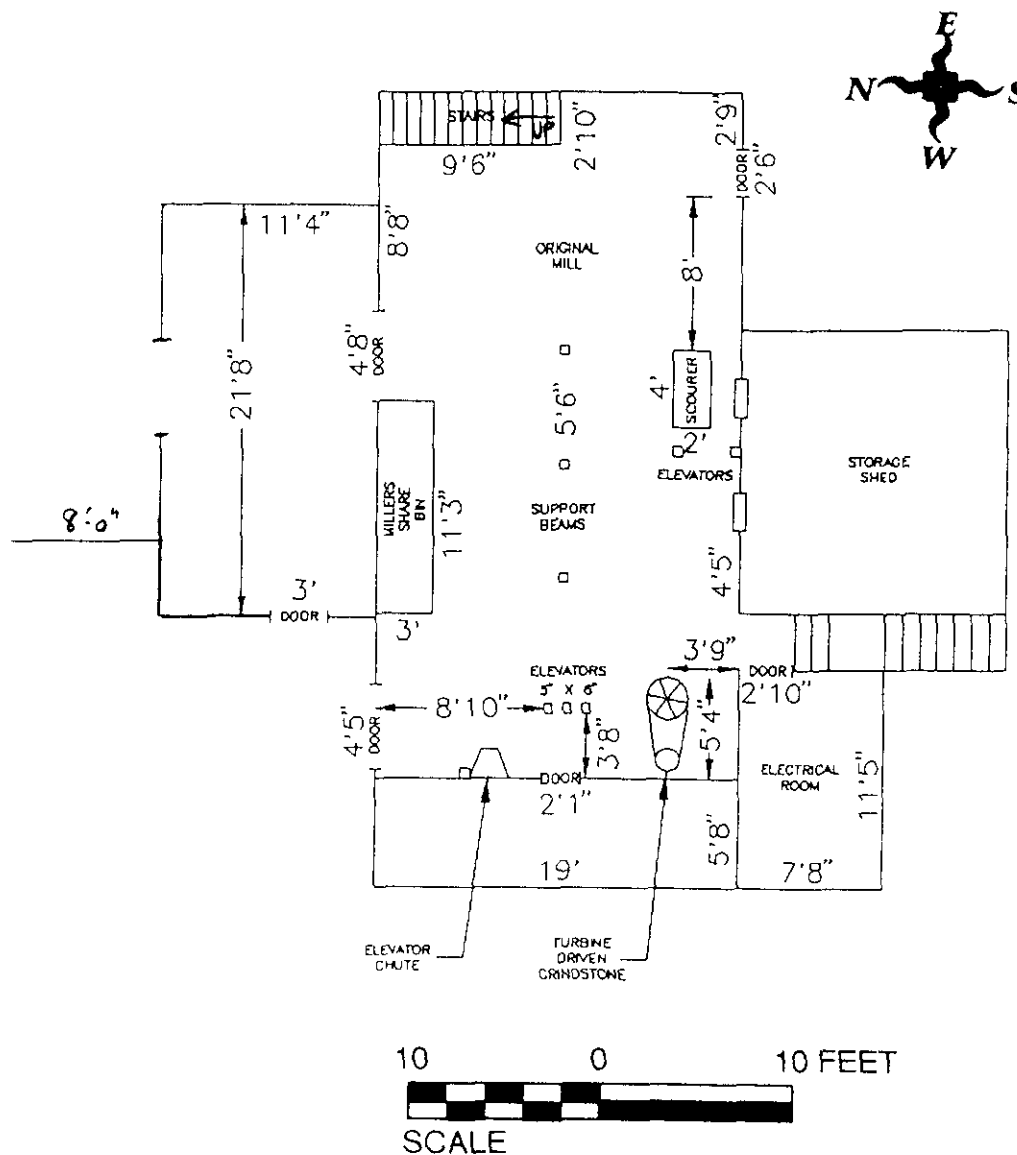 E
N
S
W
STAIRS
UP
9'6"
2'10"
2'9"
DOOR
2'6"
11'4"
8'8"
ORIGINAL
MILL
8'
21'8"
4'8"
DOOR
5'6"
4'
SCOURER
2'
ELEVATORS
STORAGE
SHED
MILLERS
SHARE
BIN
11'3"
SUPPORT
BEAMS
8'-0"
4'5"
3'
DOOR
3'
3'9"
ELEVATORS
5" X 6"
DOOR
2'10"
8'10"
4'5"
DOOR
3'8"
5'4"
ELECTRICAL
ROOM
11'5"
DOOR
2'1"
5'8"
19'
7'8"
ELEVATOR
CHUTE
TURBINE
DRIVEN
GRINDSTONE
10 0 10 FEET
SCALE